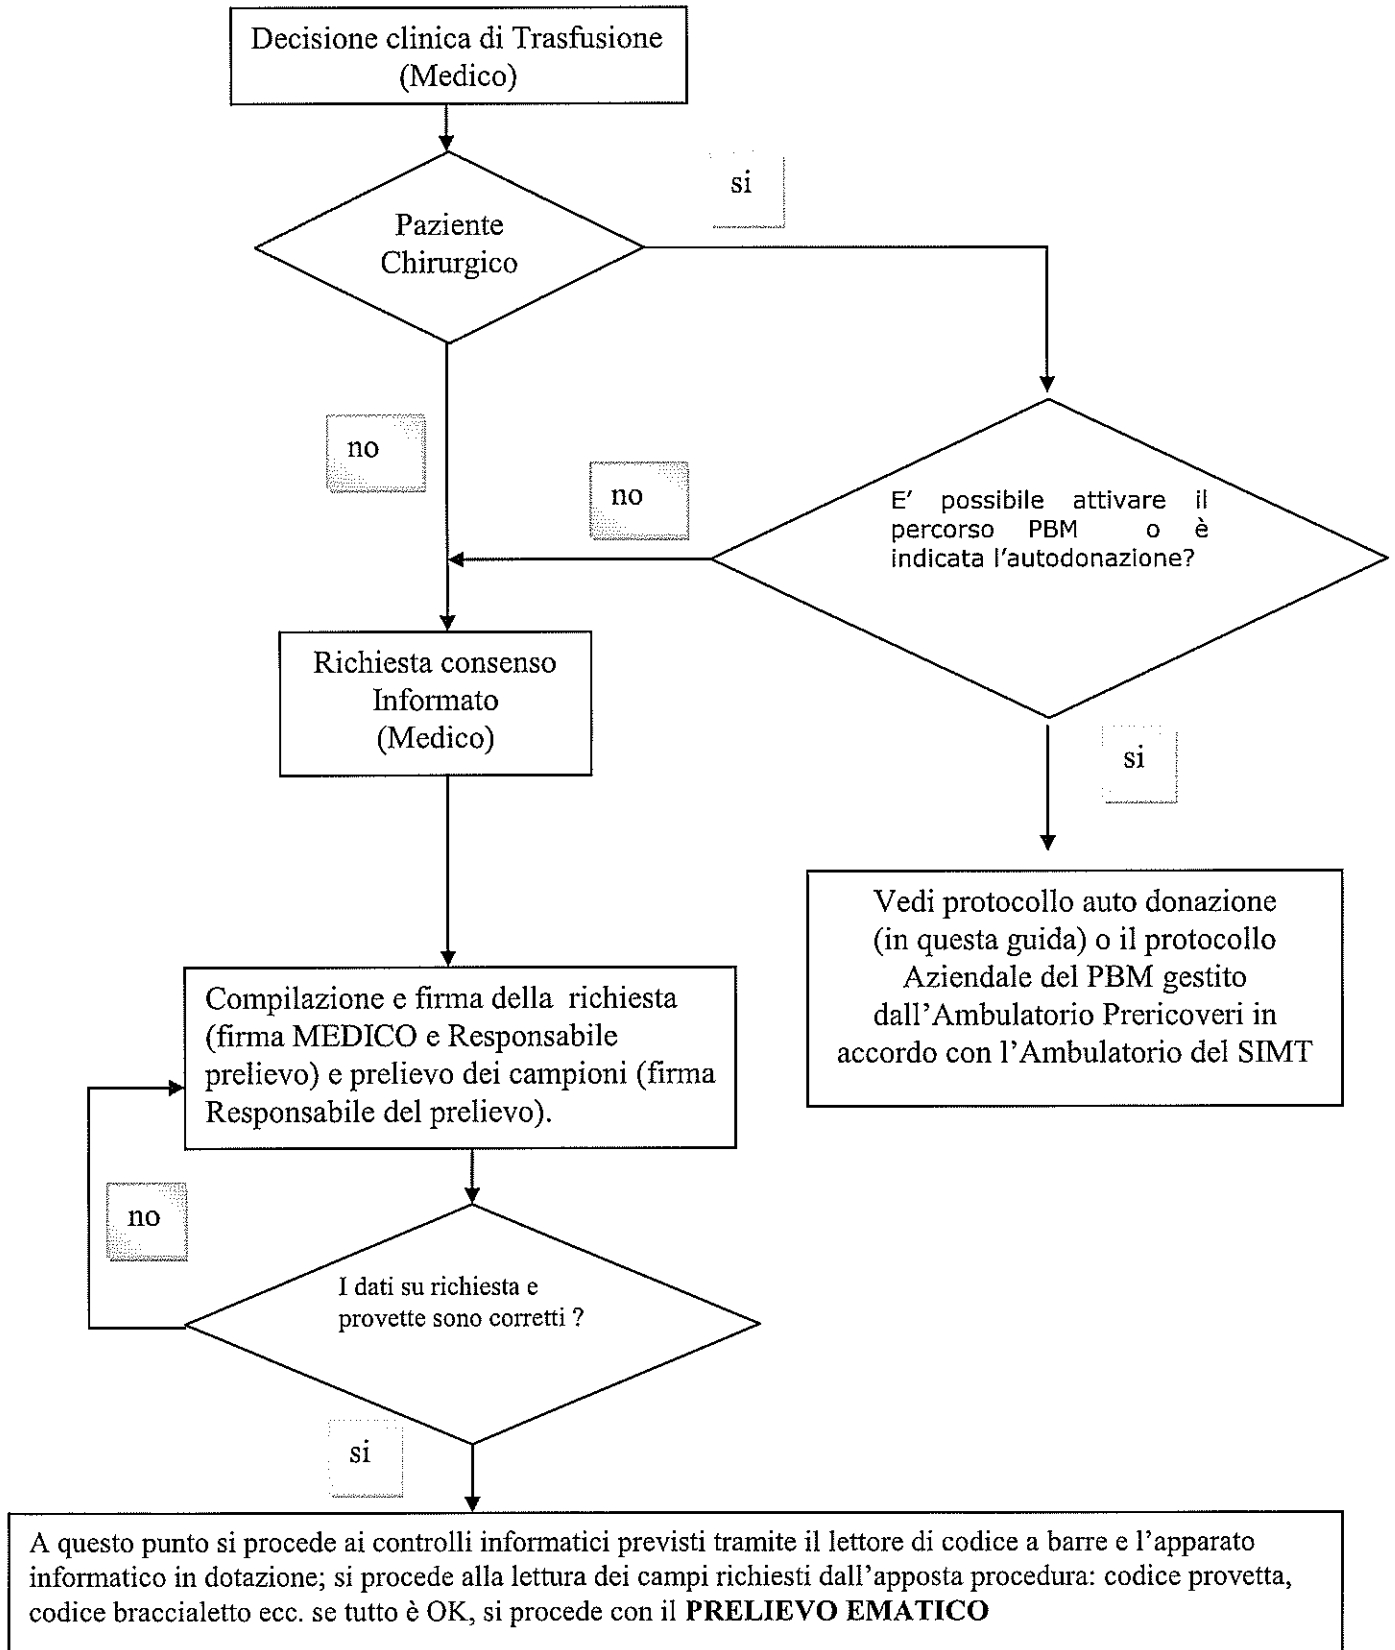 Decisione clinica di Trasfusione
(Medico)
si
Paziente
Chirurgico
no
no
E' possibile attivare il
percorso PBM o è
indicata l'autodonazione?
Richiesta consenso
Informato
(Medico)
si
Vedi protocollo auto donazione
(in questa guida) o il protocollo
Aziendale del PBM gestito
dall'Ambulatorio Prericoveri in
accordo con l'Ambulatorio del SIMT
Compilazione e firma della richiesta
(firma MEDICO e Responsabile
prelievo) e prelievo dei campioni (firma
Responsabile del prelievo).
no
I dati su richiesta e
provette sono corretti ?
si
A questo punto si procede ai controlli informatici previsti tramite il lettore di codice a barre e l'apparato
informatico in dotazione; si procede alla lettura dei campi richiesti dall'apposta procedura: codice provetta,
codice braccialetto ecc. se tutto è OK, si procede con il PRELIEVO EMATICO